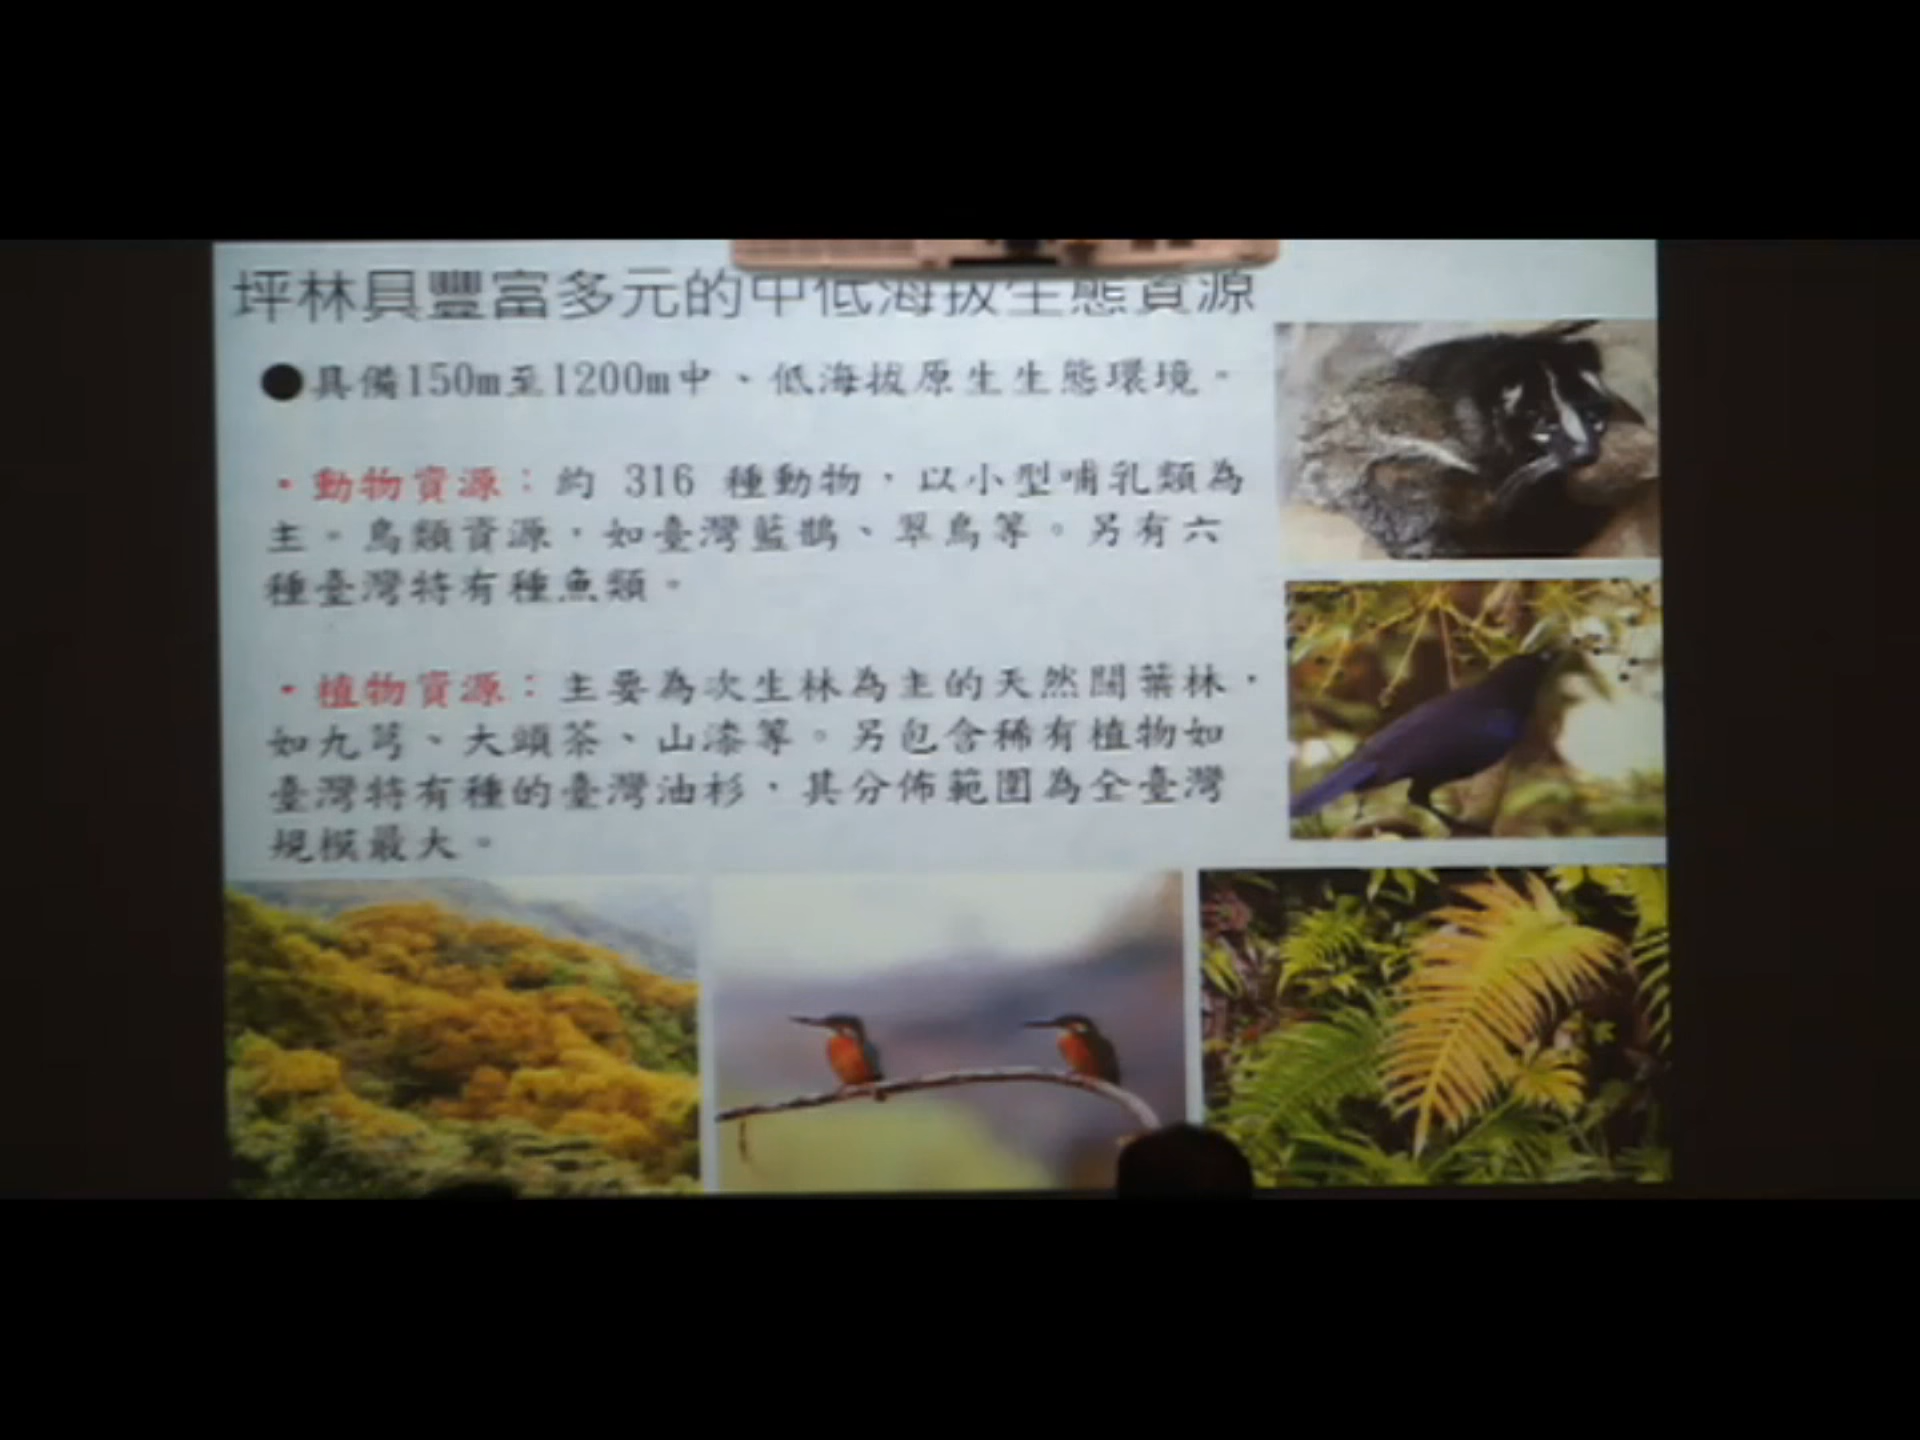 坪林具豐富多元的中低海拔生態資源
●具備150m至1200m中、低海拔原生生態環境。
・動物資源：約 316 種動物，以小型哺乳類為
主。鳥類資源，如臺灣藍鵲、翠鳥等。另有六
種臺灣特有種魚類。
・植物資源：主要為次生林為主的天然闊葉林，
如九芎、大頭茶、山漆等。另包含稀有植物如
臺灣特有種的臺灣油杉，其分佈範圍為全臺灣
規模最大。